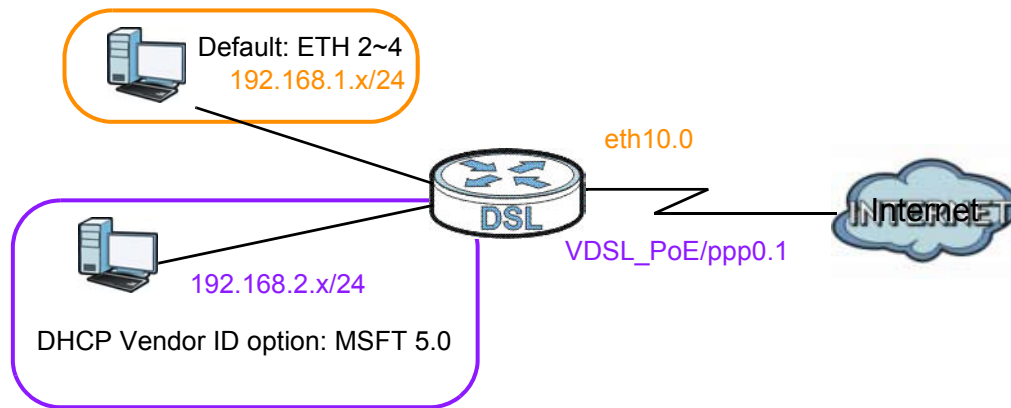 Default: ETH 2~4
192.168.1.x/24
eth10.0
DSL
INTERNET
Internet
VDSL_PoE/ppp0.1
192.168.2.x/24
DHCP Vendor ID option: MSFT 5.0